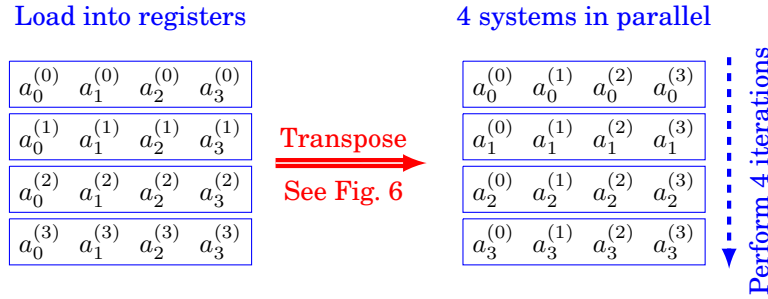 Load into registers
4 systems in parallel
a_0^{(0)} a_1^{(0)} a_2^{(0)} a_3^{(0)}
a_0^{(1)} a_1^{(1)} a_2^{(1)} a_3^{(1)}
a_0^{(2)} a_1^{(2)} a_2^{(2)} a_3^{(2)}
a_0^{(3)} a_1^{(3)} a_2^{(3)} a_3^{(3)}
Transpose
See Fig. 6
a_0^{(0)} a_0^{(1)} a_0^{(2)} a_0^{(3)}
a_1^{(0)} a_1^{(1)} a_1^{(2)} a_1^{(3)}
a_2^{(0)} a_2^{(1)} a_2^{(2)} a_2^{(3)}
a_3^{(0)} a_3^{(1)} a_3^{(2)} a_3^{(3)}
Perform 4 iterations